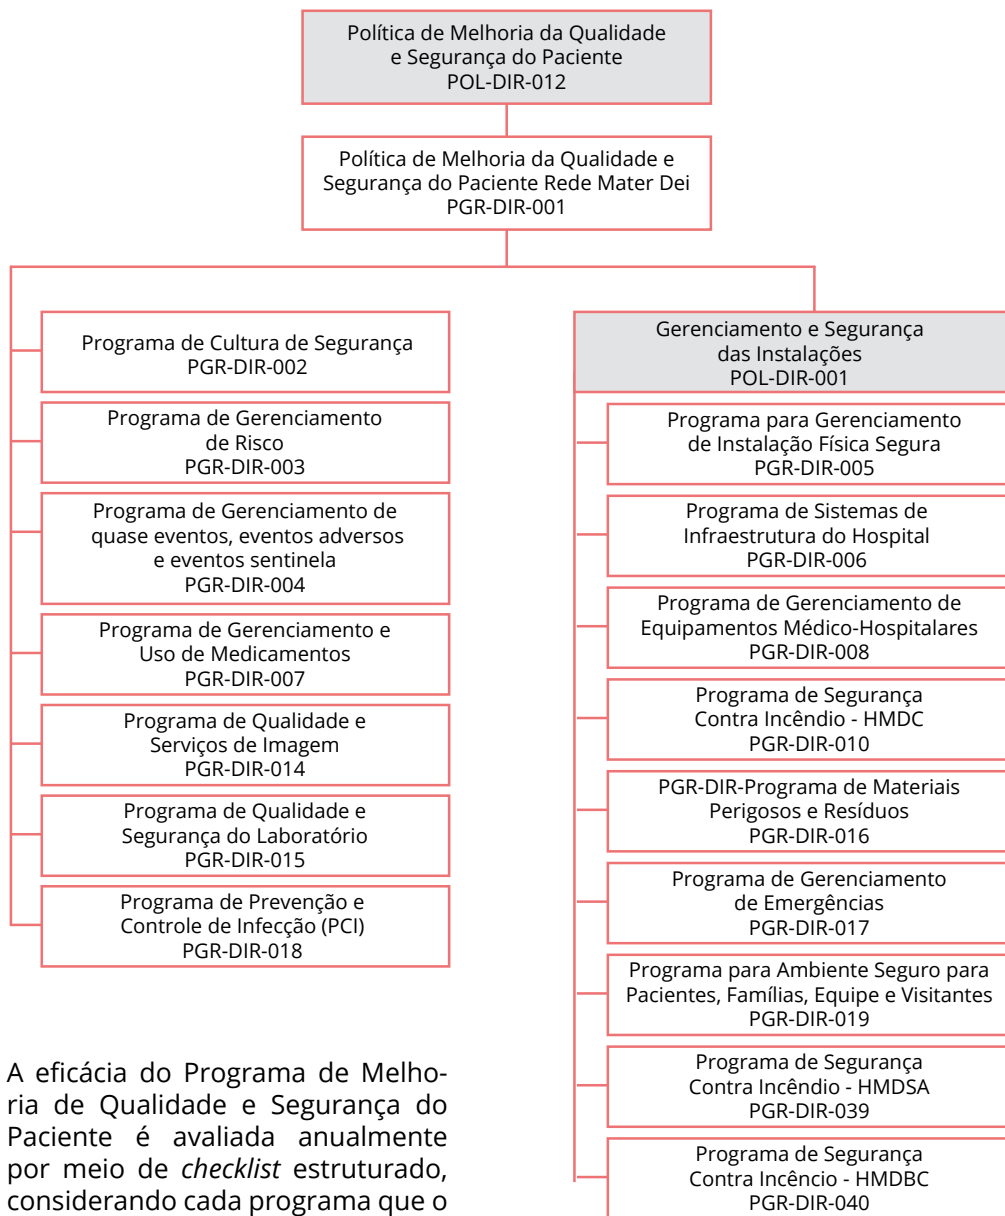 Política de Melhoria da Qualidade
e Segurança do Paciente
POL-DIR-012
Política de Melhoria da Qualidade e
Segurança do Paciente Rede Mater Dei
PGR-DIR-001
Programa de Cultura de Segurança
PGR-DIR-002
Programa de Gerenciamento
de Risco
PGR-DIR-003
Programa de Gerenciamento de
quase eventos, eventos adversos
e eventos sentinela
PGR-DIR-004
Programa de Gerenciamento e
Uso de Medicamentos
PGR-DIR-007
Programa de Qualidade e
Serviços de Imagem
PGR-DIR-014
Programa de Qualidade e
Segurança do Laboratório
PGR-DIR-015
Programa de Prevenção e
Controle de Infecção (PCI)
PGR-DIR-018
Gerenciamento e Segurança
das Instalações
POL-DIR-001
Programa para Gerenciamento
de Instalação Física Segura
PGR-DIR-005
Programa de Sistemas de
Infraestrutura do Hospital
PGR-DIR-006
Programa de Gerenciamento de
Equipamentos Médico-Hospitalares
PGR-DIR-008
Programa de Segurança
Contra Incêndio - HMDC
PGR-DIR-010
PGR-DIR-Programa de Materiais
Perigosos e Resíduos
PGR-DIR-016
Programa de Gerenciamento
de Emergências
PGR-DIR-017
Programa para Ambiente Seguro para
Pacientes, Famílias, Equipe e Visitantes
PGR-DIR-019
Programa de Segurança
Contra Incêndio - HMDSA
PGR-DIR-039
Programa de Segurança
Contra Incêncio - HMDBC
PGR-DIR-040
A eficácia do Programa de Melho-
ria de Qualidade e Segurança do
Paciente é avaliada anualmente
por meio de checklist estruturado,
considerando cada programa que o